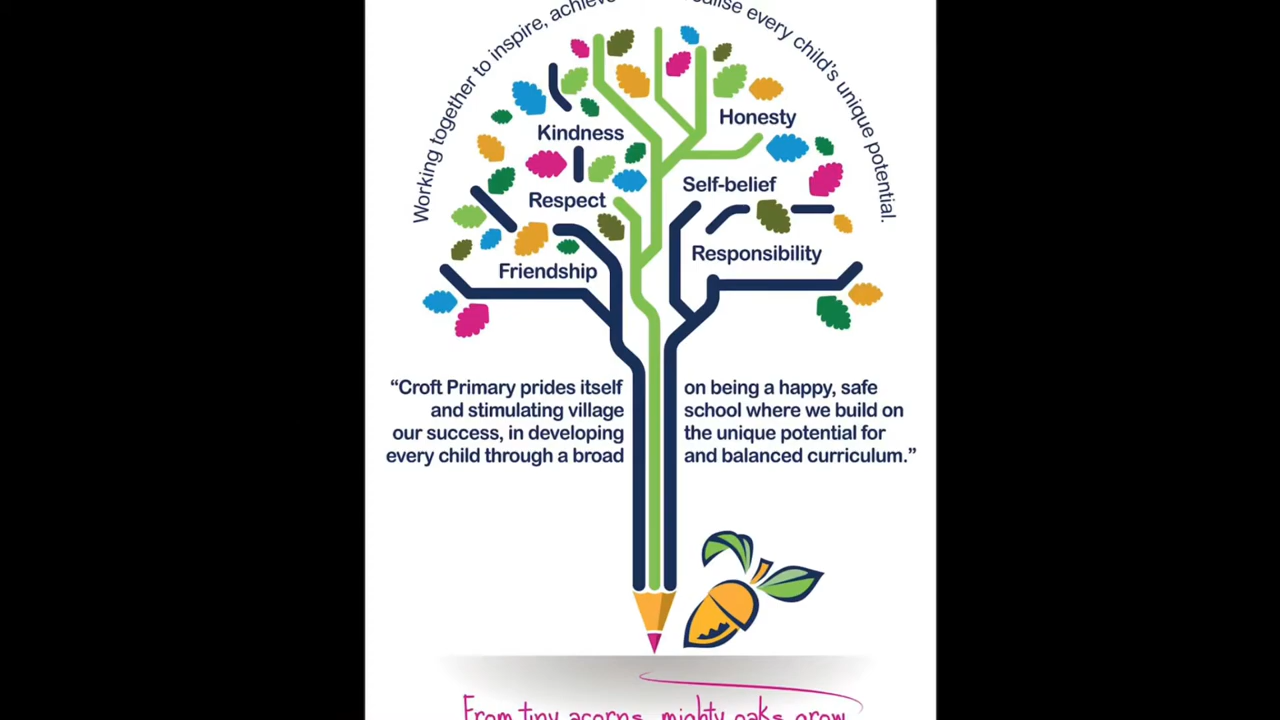 Working together to inspire, achieve
alise every child's unique potential.
Kindness
Honesty
Respect
Self-belief
Friendship
Responsibility
“Croft Primary prides itself on being a happy, safe
and stimulating village school where we build on
our success, in developing the unique potential for
every child through a broad and balanced curriculum.”
From tiny acorns, mighty oaks grow